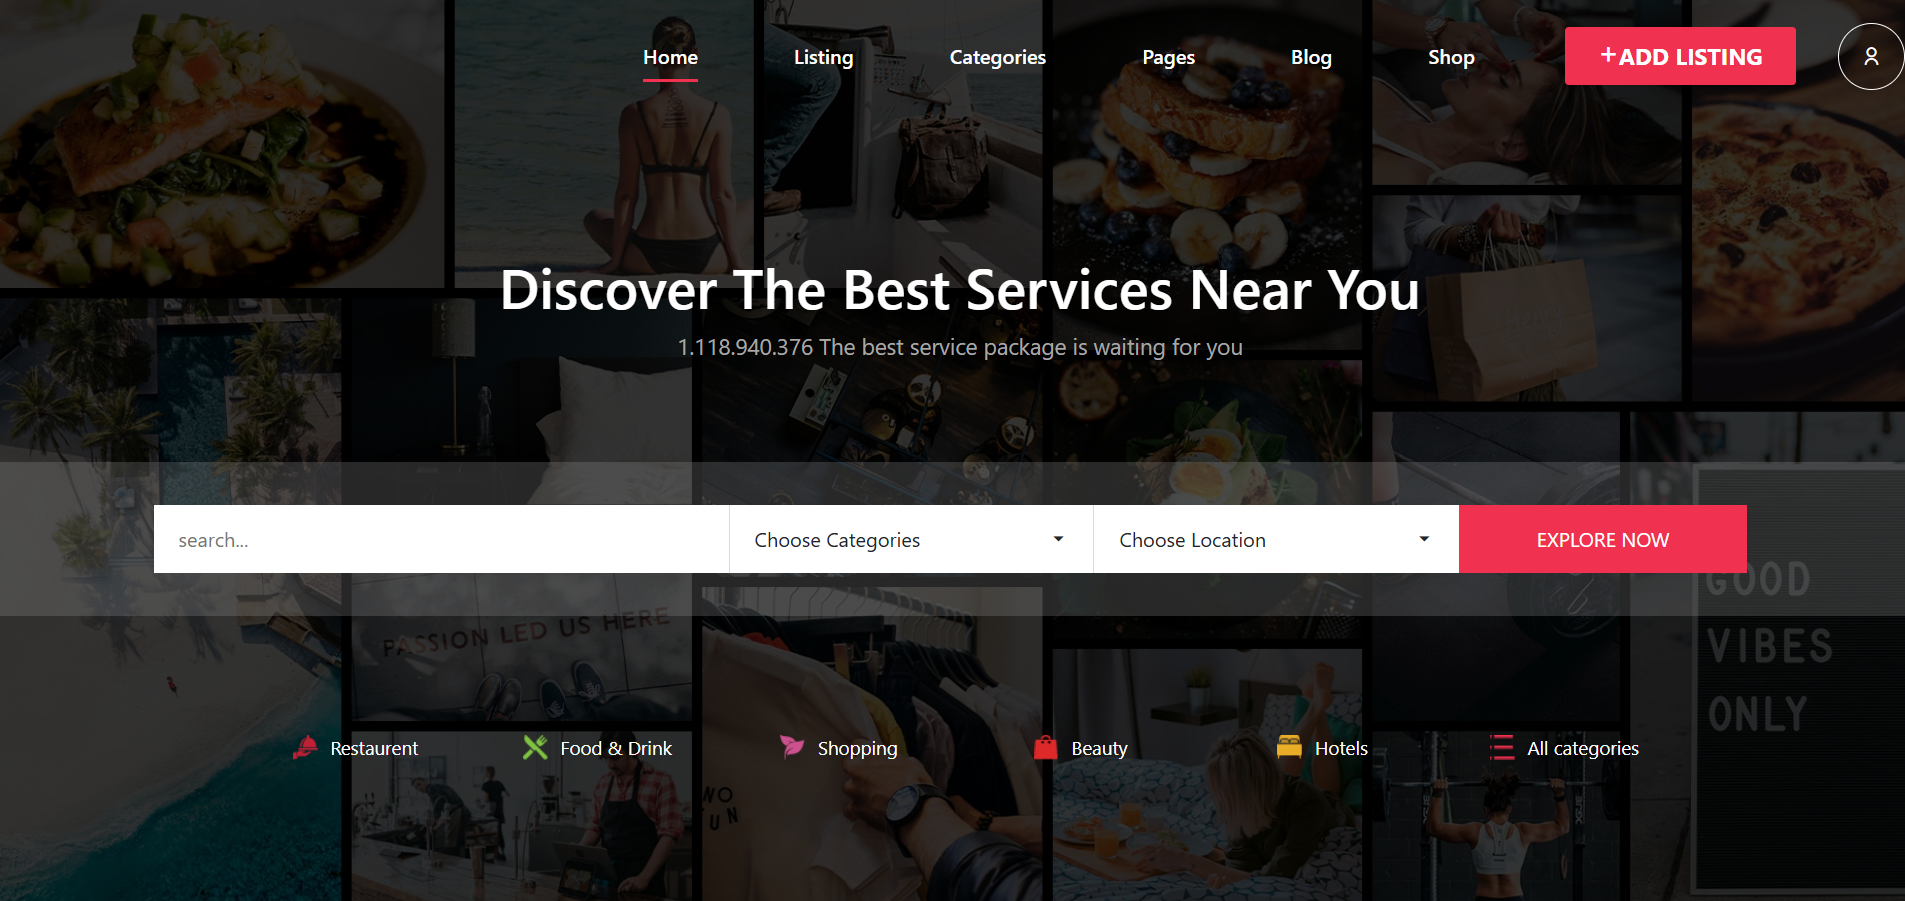 Home
Listing
Categories
Pages
Blog
Shop
+ADD LISTING
Discover The Best Services Near You
1.118.940.376 The best service package is waiting for you
search...
Choose Categories
Choose Location
EXPLORE NOW
GOOD
VIBES
ONLY
PASSION LED US HERE
Restaurent
Food & Drink
Shopping
Beauty
Hotels
All categories
NO
FUN